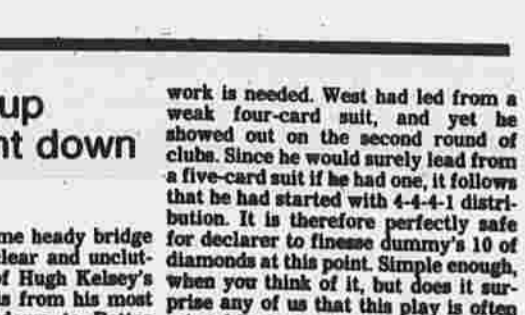 up
nt down
me heady bridge
lear and unclut-
f Hugh Kelsey's
s from his most
work is needed. West had led from a
weak four-card suit, and yet he
showed out on the second round of
clubs. Since he would surely lead from
a five-card suit if he had one, it follows
that he had started with 4-4-4-1 distri-
bution. It is therefore perfectly safe
for declarer to finesse dummy's 10 of
diamonds at this point. Simple enough,
when you think of it, but does it sur-
prise any of us that this play is often